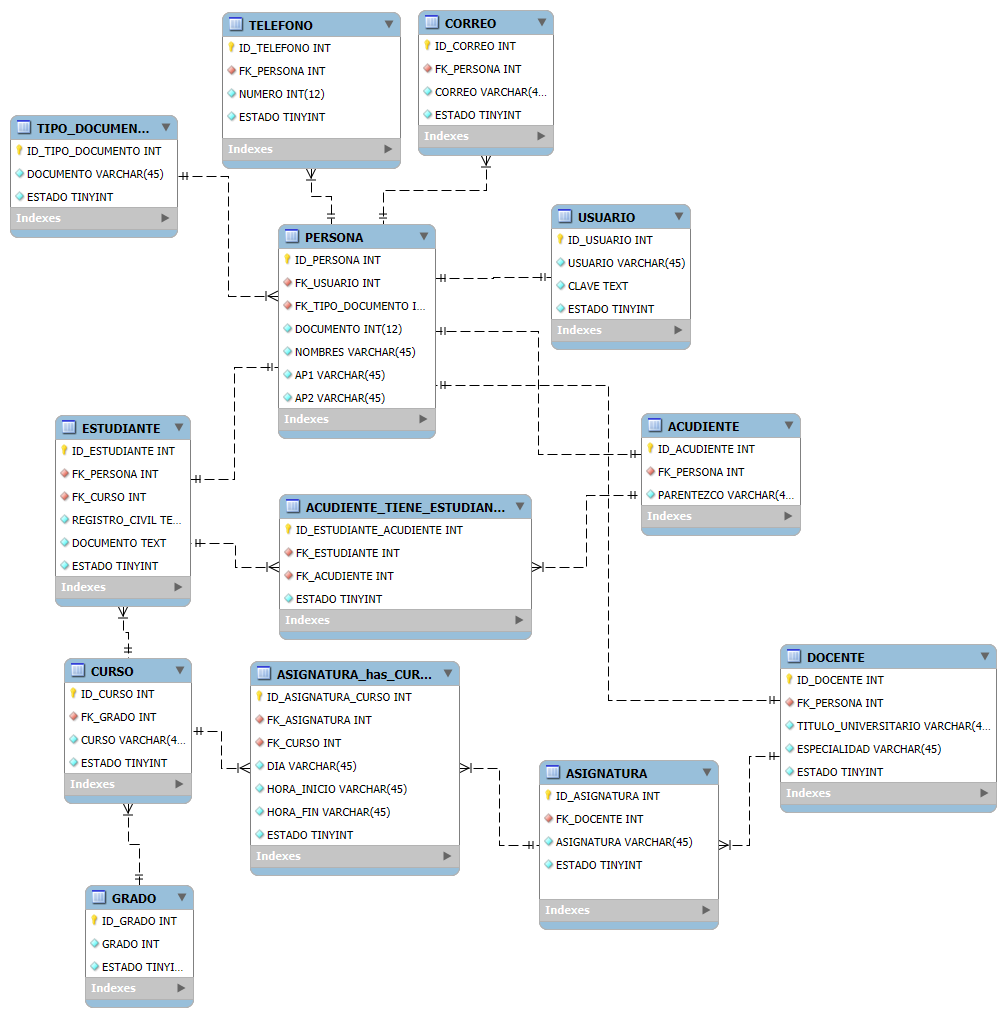 TELEFONO
ID_TELEFONO INT
FK_PERSONA INT
NUMERO INT(12)
ESTADO TINYINT
Indexes
CORREO
ID_CORREO INT
FK_PERSONA INT
CORREO VARCHAR(4...
ESTADO TINYINT
Indexes
TIPO_DOCUMEN...
ID_TIPO_DOCUMENTO INT
DOCUMENTO VARCHAR(45)
ESTADO TINYINT
Indexes
PERSONA
ID_PERSONA INT
FK_USUARIO INT
FK_TIPO_DOCUMENTO I...
DOCUMENTO INT(12)
NOMBRES VARCHAR(45)
AP1 VARCHAR(45)
AP2 VARCHAR(45)
Indexes
USUARIO
ID_USUARIO INT
USUARIO VARCHAR(45)
CLAVE TEXT
ESTADO TINYINT
Indexes
ESTUDIANTE
ID_ESTUDIANTE INT
FK_PERSONA INT
FK_CURSO INT
REGISTRO_CIVIL TE...
DOCUMENTO TEXT
ESTADO TINYINT
Indexes
ACUDIENTE
ID_ACUDIENTE INT
FK_PERSONA INT
PARENTEZCO VARCHAR(4...
Indexes
ACUDIENTE_TIENE_ESTUDIAN...
ID_ESTUDIANTE_ACUDIENTE INT
FK_ESTUDIANTE INT
FK_ACUDIENTE INT
ESTADO TINYINT
Indexes
CURSO
ID_CURSO INT
FK_GRADO INT
CURSO VARCHAR(4...
ESTADO TINYINT
Indexes
ASIGNATURA_has_CUR...
ID_ASIGNATURA_CURSO INT
FK_ASIGNATURA INT
FK_CURSO INT
DIA VARCHAR(45)
HORA_INICIO VARCHAR(45)
HORA_FIN VARCHAR(45)
ESTADO TINYINT
Indexes
DOCENTE
ID_DOCENTE INT
FK_PERSONA INT
TITULO_UNIVERSITARIO VARCHAR(4...
ESPECIALIDAD VARCHAR(45)
ESTADO TINYINT
Indexes
ASIGNATURA
ID_ASIGNATURA INT
FK_DOCENTE INT
ASIGNATURA VARCHAR(45)
ESTADO TINYINT
Indexes
GRADO
ID_GRADO INT
GRADO INT
ESTADO TINYI...
Indexes